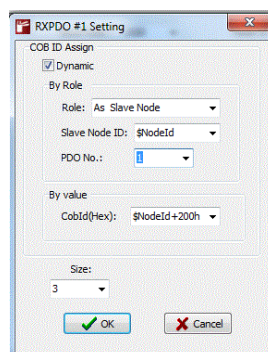 RXPDO #1 Setting
COB ID Assign
Dynamic
By Role
Role: As Slave Node
Slave Node ID: $NodeId
PDO No.: 1
By value
CobId(Hex): $NodeId+200h
Size:
3
OK
Cancel